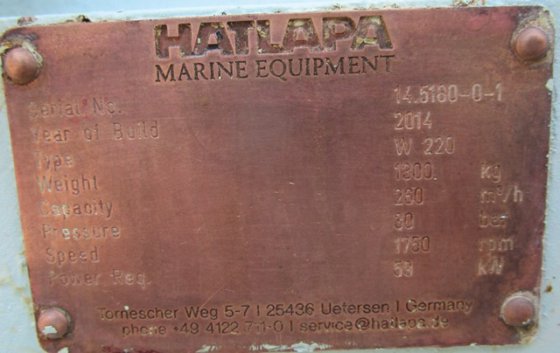 HATLAPA
MARINE EQUIPMENT
Serial No. 14.5180-0-1
Year of Build 2014
Type W 220
Weight 1300. kg
Capacity 260 m³/h
Pressure 30 bar
Speed 1750 rpm
Power Req. 59 kW
Tornescher Weg 5-7 I 25436 Uetersen I Germany
phone +49 4122 711-0 I service@hatlapa.de